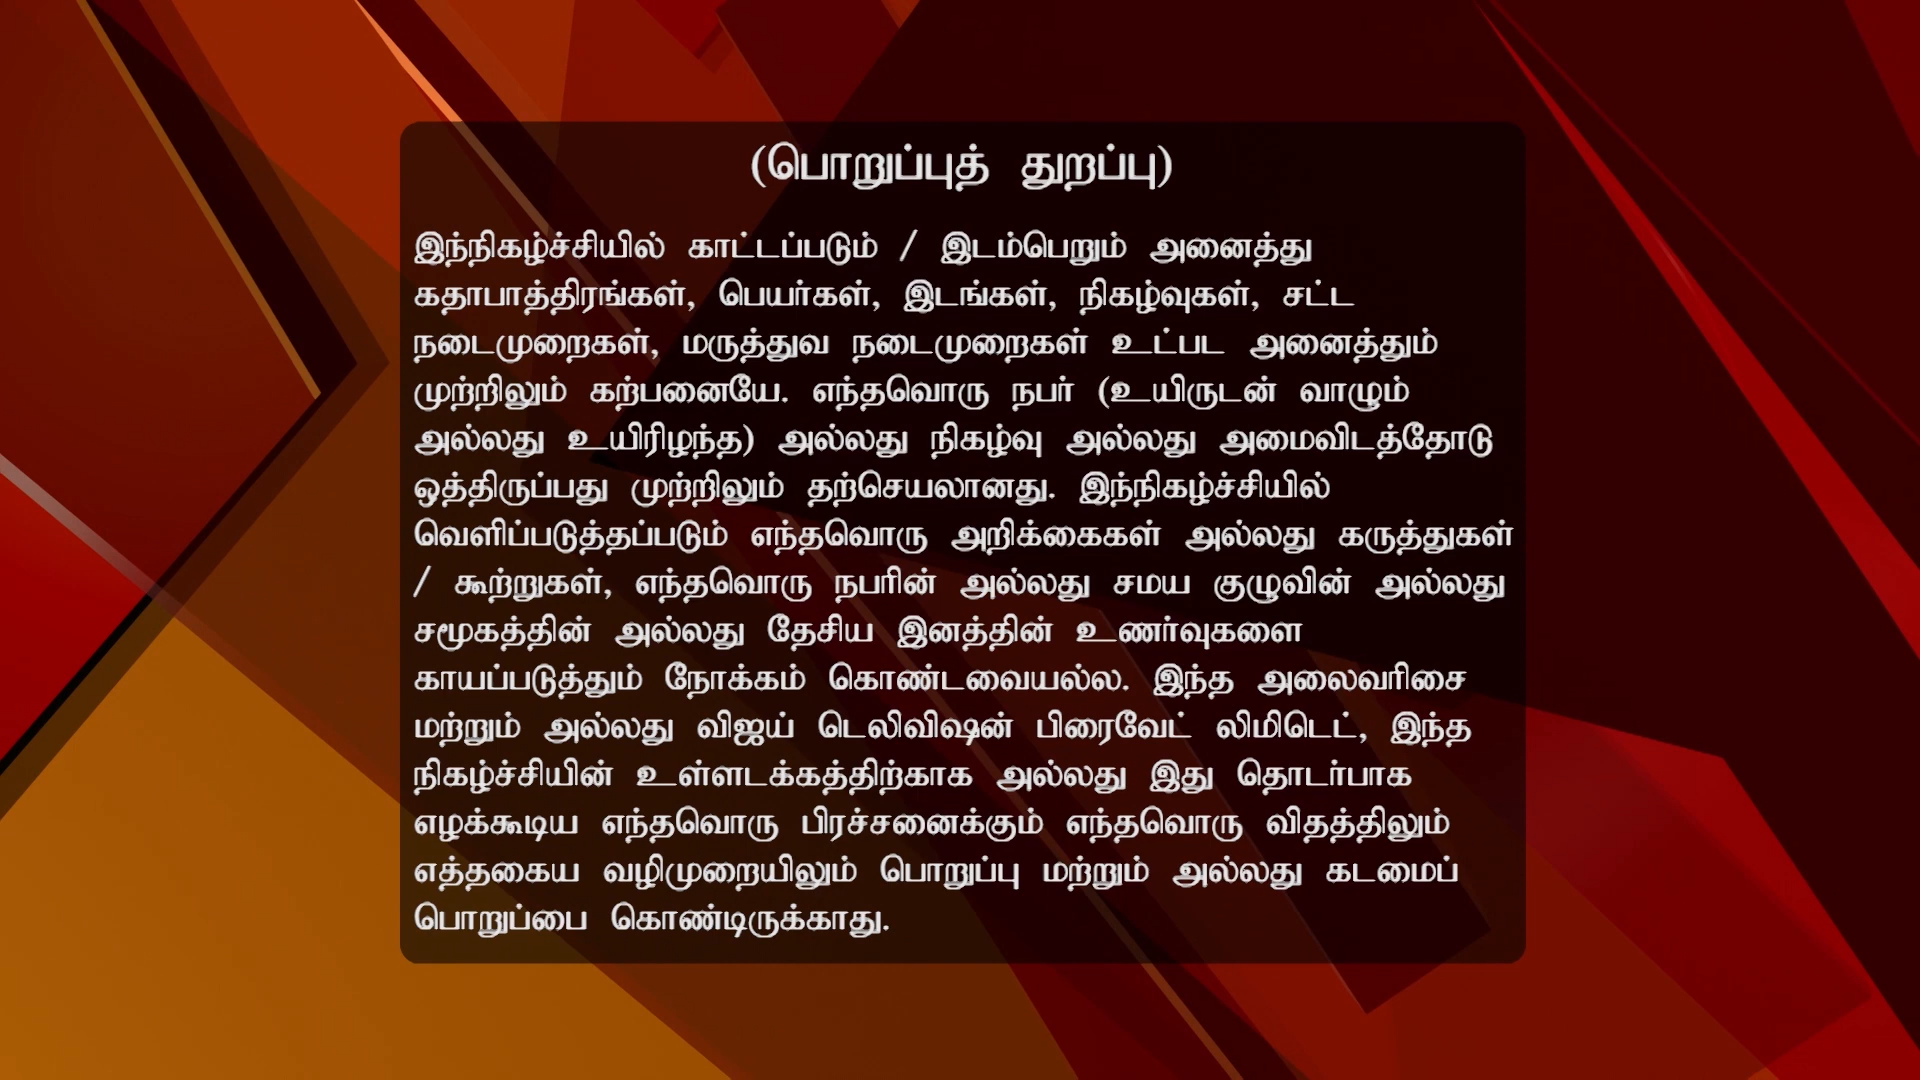 (பொறுப்புத் துறப்பு)
இந்நிகழ்ச்சியில் காட்டப்படும் / இடம்பெறும் அனைத்து
கதாபாத்திரங்கள், பெயர்கள், இடங்கள், நிகழ்வுகள், சட்ட
நடைமுறைகள், மருத்துவ நடைமுறைகள் உட்பட அனைத்தும்
முற்றிலும் கற்பனையே. எந்தவொரு நபர் (உயிருடன் வாழும்
அல்லது உயிரிழந்த) அல்லது நிகழ்வு அல்லது அமைவிடத்தோடு
ஒத்திருப்பது முற்றிலும் தற்செயலானது. இந்நிகழ்ச்சியில்
வெளிப்படுத்தப்படும் எந்தவொரு அறிக்கைகள் அல்லது கருத்துகள்
/ கூற்றுகள், எந்தவொரு நபரின் அல்லது சமய குழுவின் அல்லது
சமூகத்தின் அல்லது தேசிய இனத்தின் உணர்வுகளை
காயப்படுத்தும் நோக்கம் கொண்டவையல்ல. இந்த அலைவரிசை
மற்றும் அல்லது விஜய் டெலிவிஷன் பிரைவேட் லிமிடெட், இந்த
நிகழ்ச்சியின் உள்ளடக்கத்திற்காக அல்லது இது தொடர்பாக
எழக்கூடிய எந்தவொரு பிரச்சனைக்கும் எந்தவொரு விதத்திலும்
எத்தகைய வழிமுறையிலும் பொறுப்பு மற்றும் அல்லது கடமைப்
பொறுப்பை கொண்டிருக்காது.